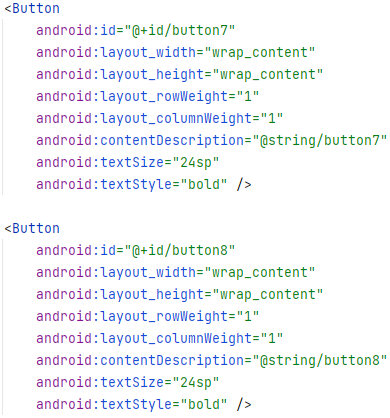 <Button
android:id="@+id/button7"
android:layout_width="wrap_content"
android:layout_height="wrap_content"
android:layout_rowWeight="1"
android:layout_columnWeight="1"
android:contentDescription="@string/button7"
android:textSize="24sp"
android:textStyle="bold" />
<Button
android:id="@+id/button8"
android:layout_width="wrap_content"
android:layout_height="wrap_content"
android:layout_rowWeight="1"
android:layout_columnWeight="1"
android:contentDescription="@string/button8"
android:textSize="24sp"
android:textStyle="bold" />